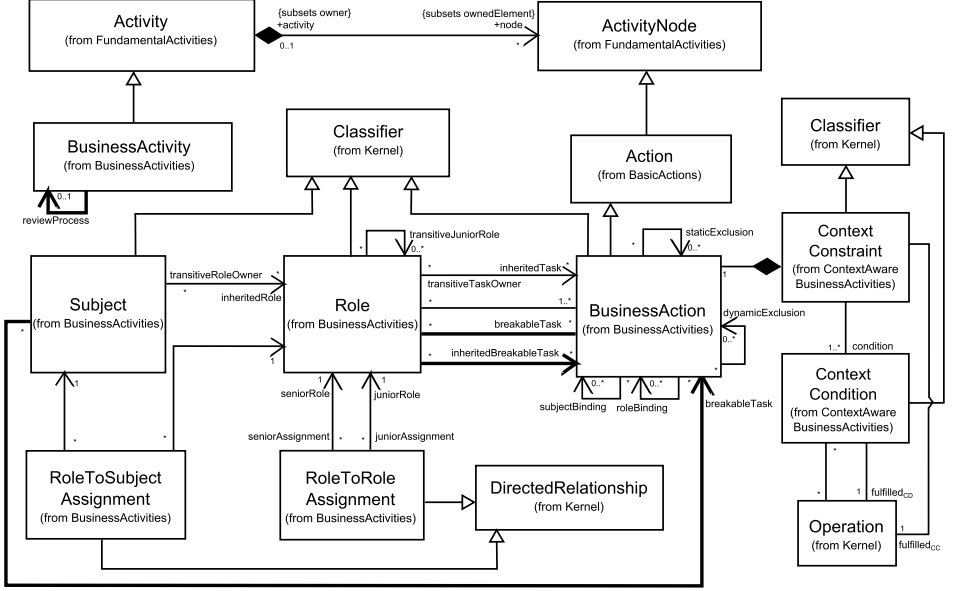 Activity
(from FundamentalActivities)
{subsets owner}
+activity
0..1
{subsets ownedElement}
+node
*
ActivityNode
(from FundamentalActivities)
BusinessActivity
(from BusinessActivities)
0..1
reviewProcess
Classifier
(from Kernel)
Action
(from BasicActions)
Classifier
(from Kernel)
Subject
(from BusinessActivities)
*
transitiveRoleOwner
*
*
inheritedRole
Role
(from BusinessActivities)
*
transitiveJuniorRole
0..*
*
inheritedTask
*
transitiveTaskOwner
*
1..*
*
breakableTask
*
*
inheritedBreakableTask
*
BusinessAction
(from BusinessActivities)
*
staticExclusion
0..*
1
dynamicExclusion
0..*
*
0..*
*
0..*
*
*
subjectBinding
roleBinding
breakableTask
Context
Constraint
(from ContextAware
BusinessActivities)
1..*
condition
Context
Condition
(from ContextAware
BusinessActivities)
1
*
1
*
seniorRole
1
1
juniorRole
seniorAssignment
*
*
juniorAssignment
RoleToSubject
Assignment
(from BusinessActivities)
RoleToRole
Assignment
(from BusinessActivities)
DirectedRelationship
(from Kernel)
*
*
1
fulfilledCD
Operation
(from Kernel)
1
fulfilledCC